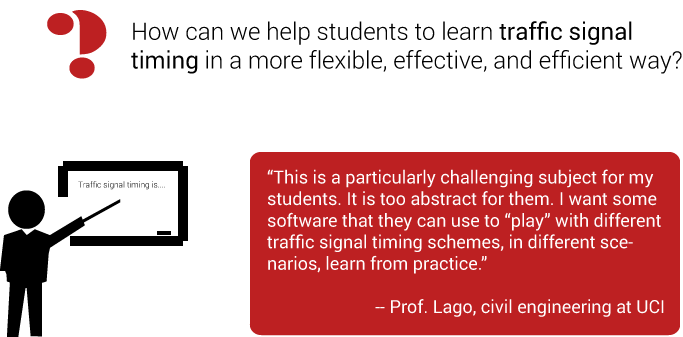 How can we help students to learn traffic signal
timing in a more flexible, effective, and efficient way?
Traffic signal timing is....
“This is a particularly challenging subject for my
students. It is too abstract for them. I want some
software that they can use to “play” with different
traffic signal timing schemes, in different sce-
narios, learn from practice.”
-- Prof. Lago, civil engineering at UCI